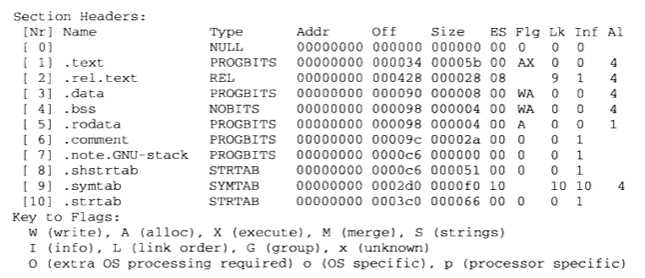 Section Headers:
[Nr] Name Type Addr Off Size ES Flg Lk Inf Al
[ 0] NULL 00000000 000000 000000 00 0 0 0
[ 1] .text PROGBITS 00000000 000034 00005b 00 AX 0 0 4
[ 2] .rel.text REL 00000000 000428 000028 08 9 1 4
[ 3] .data PROGBITS 00000000 000090 000008 00 WA 0 0 4
[ 4] .bss NOBITS 00000000 000098 000004 00 WA 0 0 4
[ 5] .rodata PROGBITS 00000000 000098 000004 00 A 0 0 1
[ 6] .comment PROGBITS 00000000 00009c 00002a 00 0 0 1
[ 7] .note.GNU-stack PROGBITS 00000000 0000c6 000000 00 0 0 1
[ 8] .shstrtab STRTAB 00000000 0000c6 000051 00 0 0 1
[ 9] .symtab SYMTAB 00000000 0002d0 0000f0 10 10 10 4
[10] .strtab STRTAB 00000000 0003c0 000066 00 0 0 1
Key to Flags:
W (write), A (alloc), X (execute), M (merge), S (strings)
I (info), L (link order), G (group), x (unknown)
O (extra OS processing required) o (OS specific), p (processor specific)